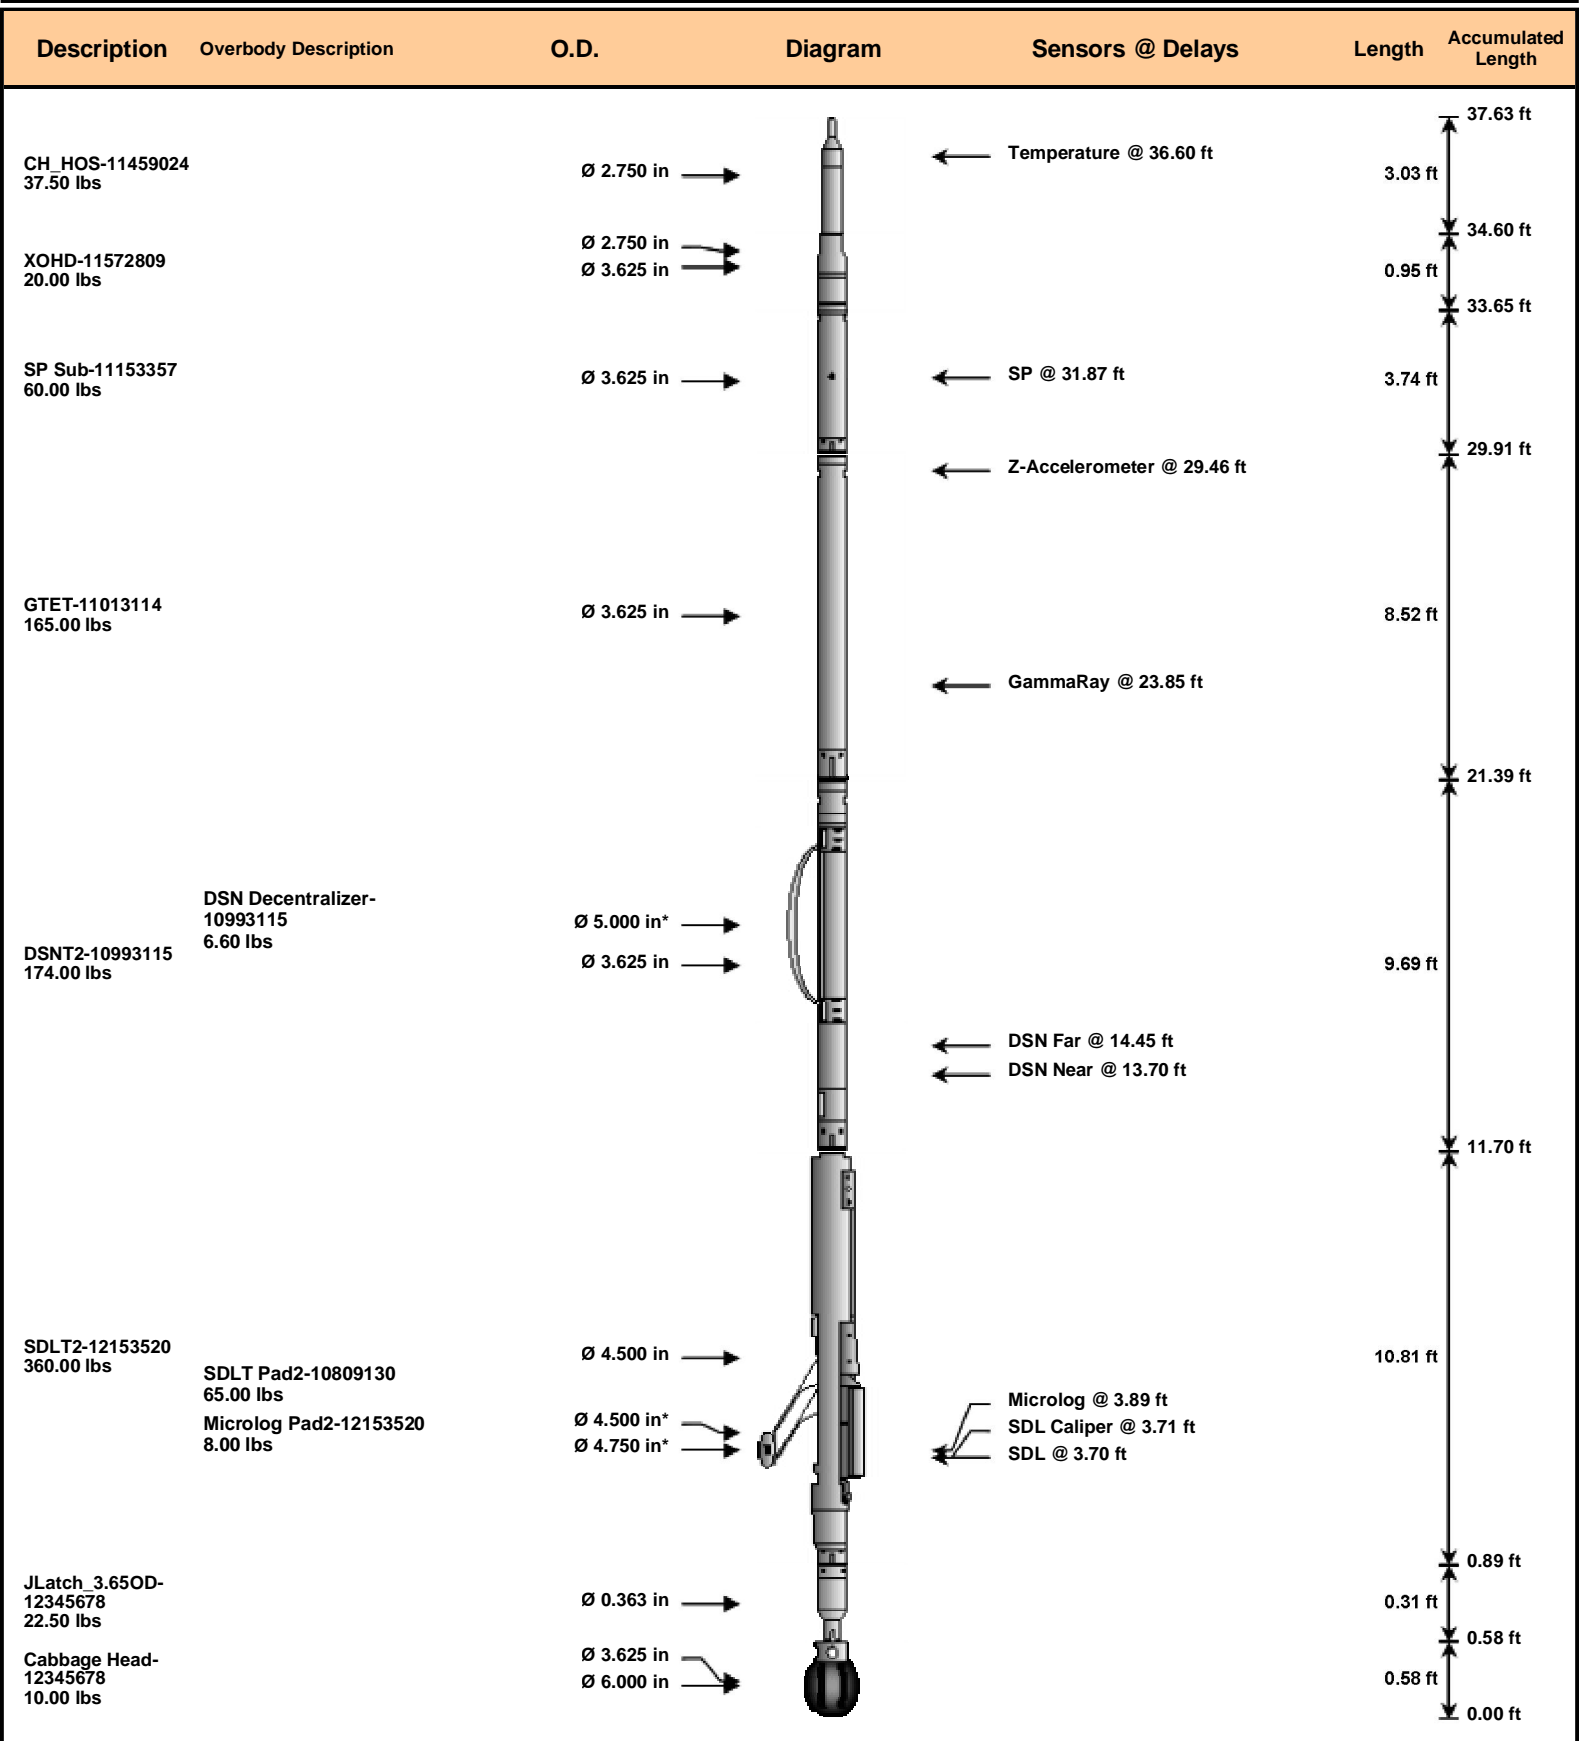 Description Overbody Description O.D. Diagram Sensors @ Delays Length Accumulated Length
37.63 ft
CH_HOS-11459024
37.50 lbs
Ø 2.750 in
Temperature @ 36.60 ft
3.03 ft
34.60 ft
XOHD-11572809
20.00 lbs
Ø 2.750 in
Ø 3.625 in
0.95 ft
33.65 ft
SP Sub-11153357
60.00 lbs
Ø 3.625 in
SP @ 31.87 ft
3.74 ft
29.91 ft
Z-Accelerometer @ 29.46 ft
GTET-11013114
165.00 lbs
Ø 3.625 in
8.52 ft
GammaRay @ 23.85 ft
21.39 ft
DSN Decentralizer-
10993115
6.60 lbs
Ø 5.000 in*
DSNT2-10993115
174.00 lbs
Ø 3.625 in
9.69 ft
DSN Far @ 14.45 ft
DSN Near @ 13.70 ft
11.70 ft
SDLT2-12153520
360.00 lbs
Ø 4.500 in
10.81 ft
SDLT Pad2-10809130
65.00 lbs
Microlog Pad2-12153520
8.00 lbs
Ø 4.500 in*
Ø 4.750 in*
Microlog @ 3.89 ft
SDL Caliper @ 3.71 ft
SDL @ 3.70 ft
0.89 ft
JLatch_3.65OD-
12345678
22.50 lbs
Ø 0.363 in
0.31 ft
0.58 ft
Cabbage Head-
12345678
10.00 lbs
Ø 3.625 in
Ø 6.000 in
0.58 ft
0.00 ft